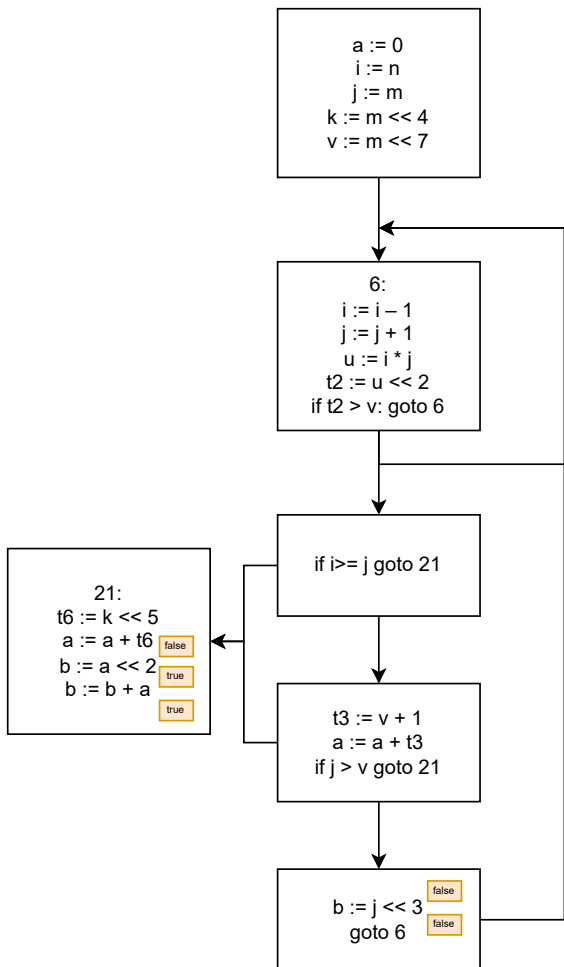 a := 0
i := n
j := m
k := m << 4
v := m << 7
6:
i := i – 1
j := j + 1
u := i * j
t2 := u << 2
if t2 > v: goto 6
if i>= j goto 21
21:
t6 := k << 5
a := a + t6
false
b := a << 2
true
b := b + a
true
t3 := v + 1
a := a + t3
if j > v goto 21
false
b := j << 3
false
goto 6